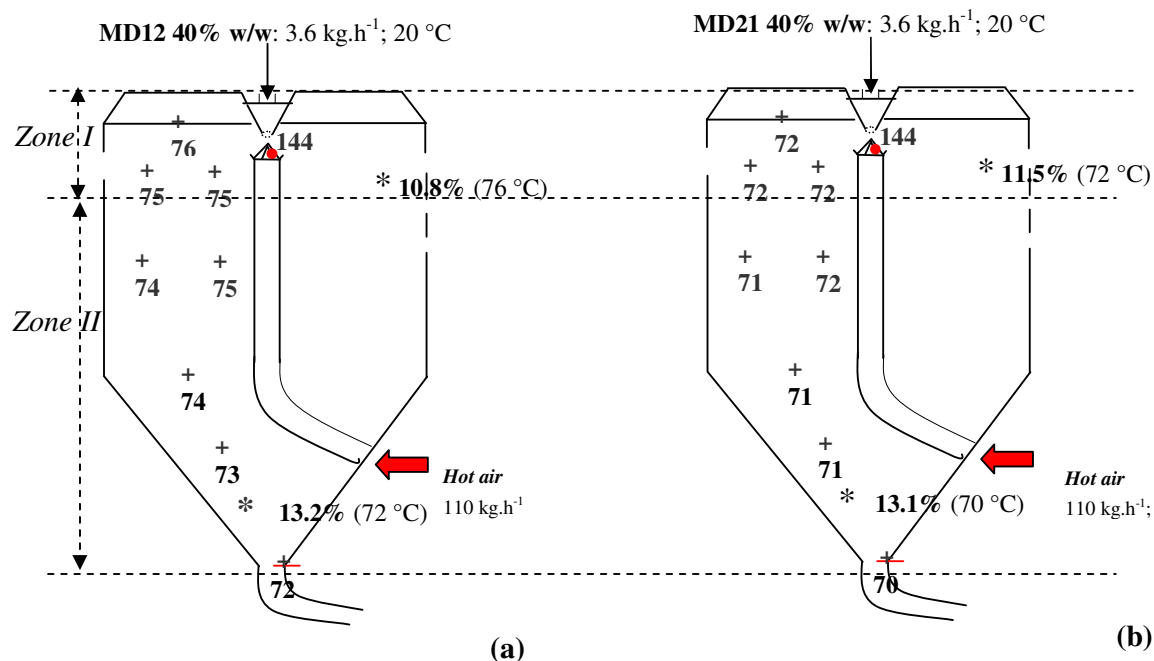 MD12 40% w/w: 3.6 kg.h-1; 20 °C
MD21 40% w/w: 3.6 kg.h-1; 20 °C
Zone I
76
144
75
75
* 10.8% (76 °C)
72
144
72
72
* 11.5% (72 °C)
Zone II
74
75
71
72
74
71
73
71
Hot air
110 kg.h-1
Hot air
110 kg.h-1;
* 13.2% (72 °C)
* 13.1% (70 °C)
72
70
(a)
(b)